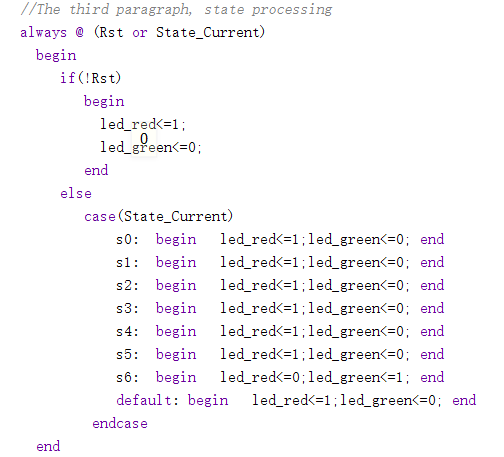 //The third paragraph, state processing
always @ (Rst or State_Current)
begin
if(!Rst)
begin
led_red<=1;
0
led_green<=0;
end
else
case(State_Current)
s0: begin led_red<=1;led_green<=0; end
s1: begin led_red<=1;led_green<=0; end
s2: begin led_red<=1;led_green<=0; end
s3: begin led_red<=1;led_green<=0; end
s4: begin led_red<=1;led_green<=0; end
s5: begin led_red<=1;led_green<=0; end
s6: begin led_red<=0;led_green<=1; end
default: begin led_red<=1;led_green<=0; end
endcase
end